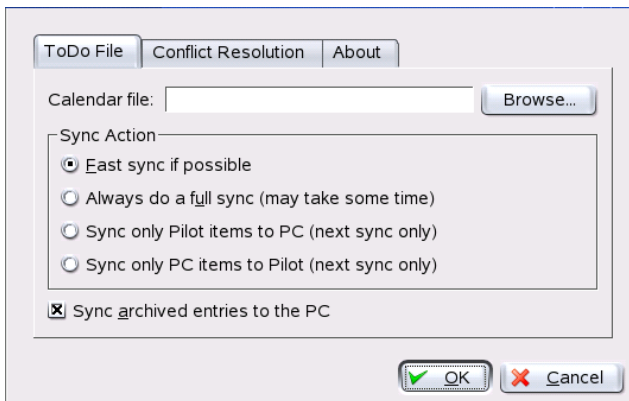 ToDo File Conflict Resolution About
Calendar file: Browse...
Sync Action
Fast sync if possible
Always do a full sync (may take some time)
Sync only Pilot items to PC (next sync only)
Sync only PC items to Pilot (next sync only)
Sync archived entries to the PC
OK Cancel